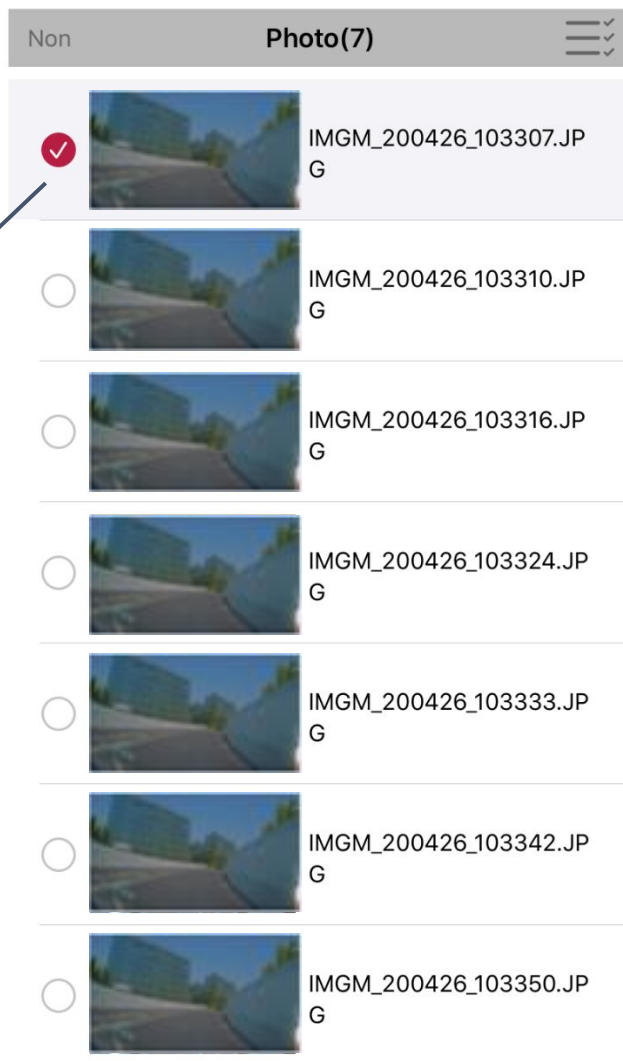 Non
Photo(7)
IMGM_200426_103307.JP
G
IMGM_200426_103310.JP
G
IMGM_200426_103316.JP
G
IMGM_200426_103324.JP
G
IMGM_200426_103333.JP
G
IMGM_200426_103342.JP
G
IMGM_200426_103350.JP
G